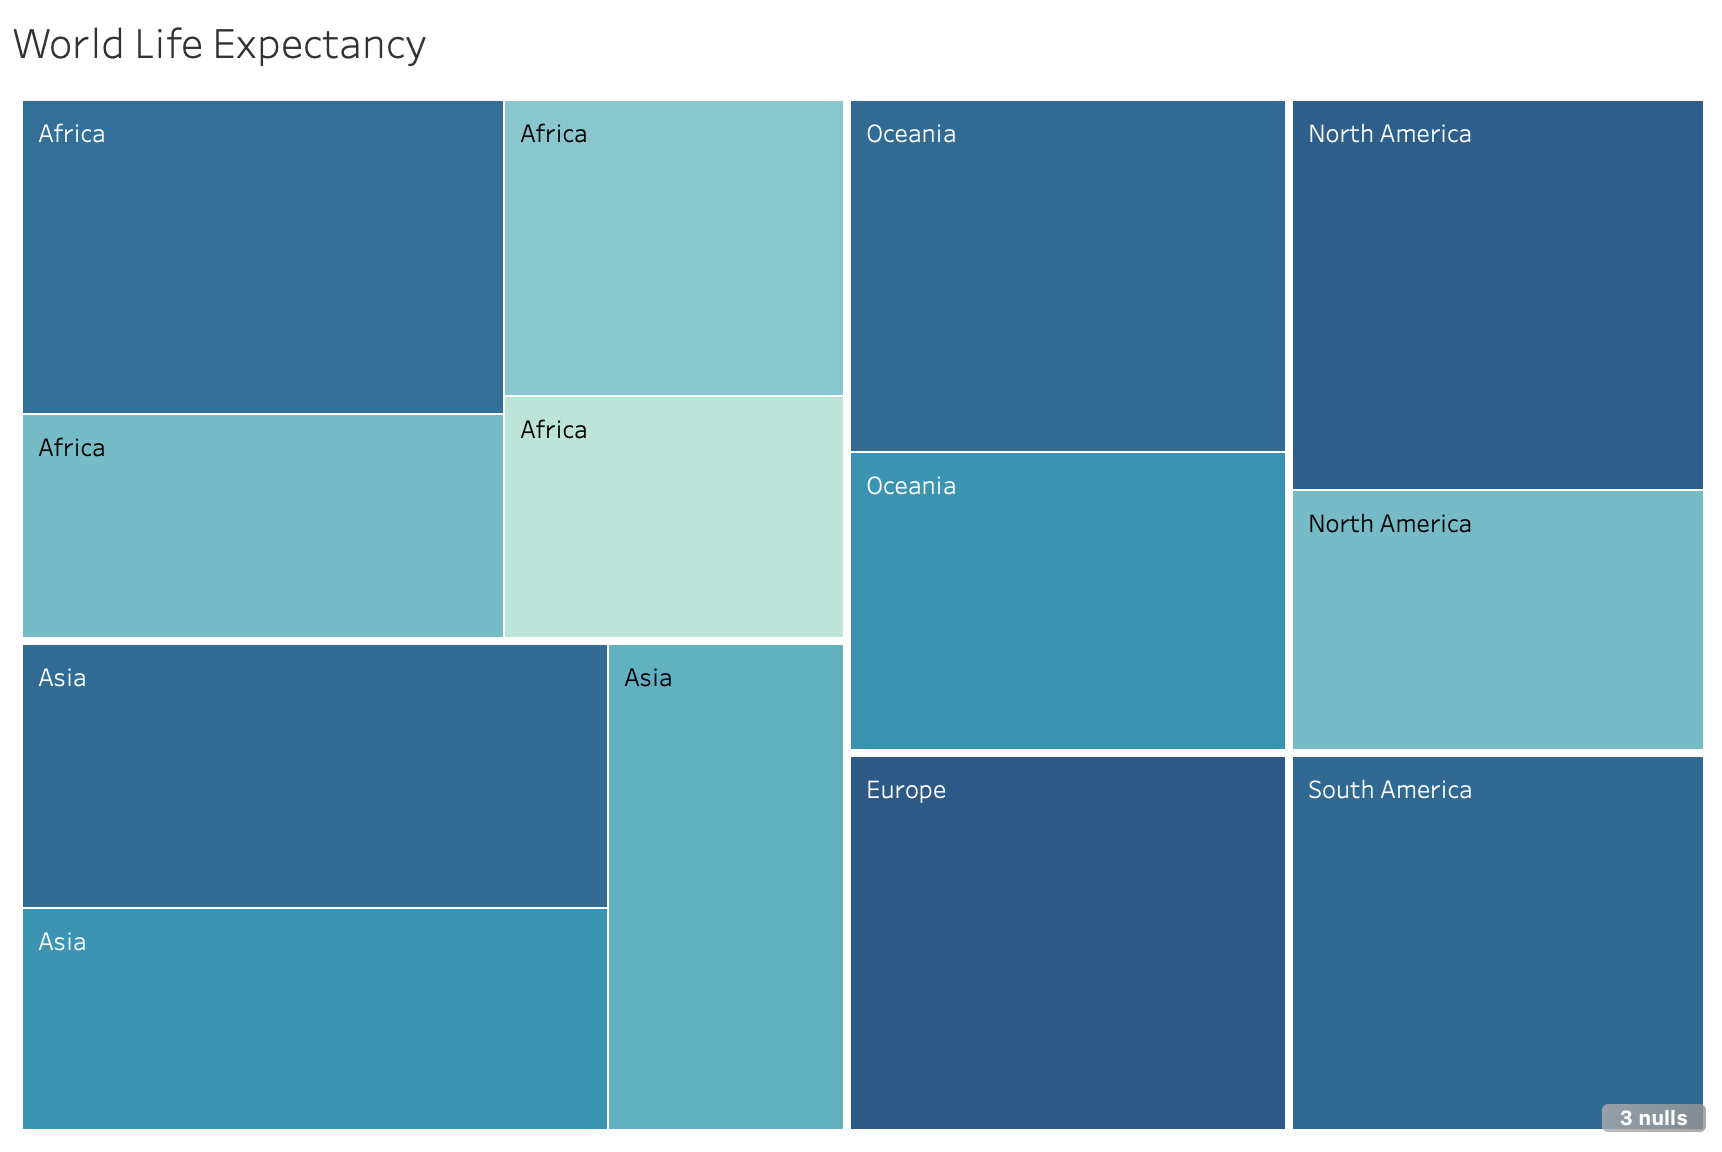 World Life Expectancy
Africa
Africa
Africa
Africa
Asia
Asia
Asia
Oceania
Oceania
Europe
North America
North America
South America
3 nulls